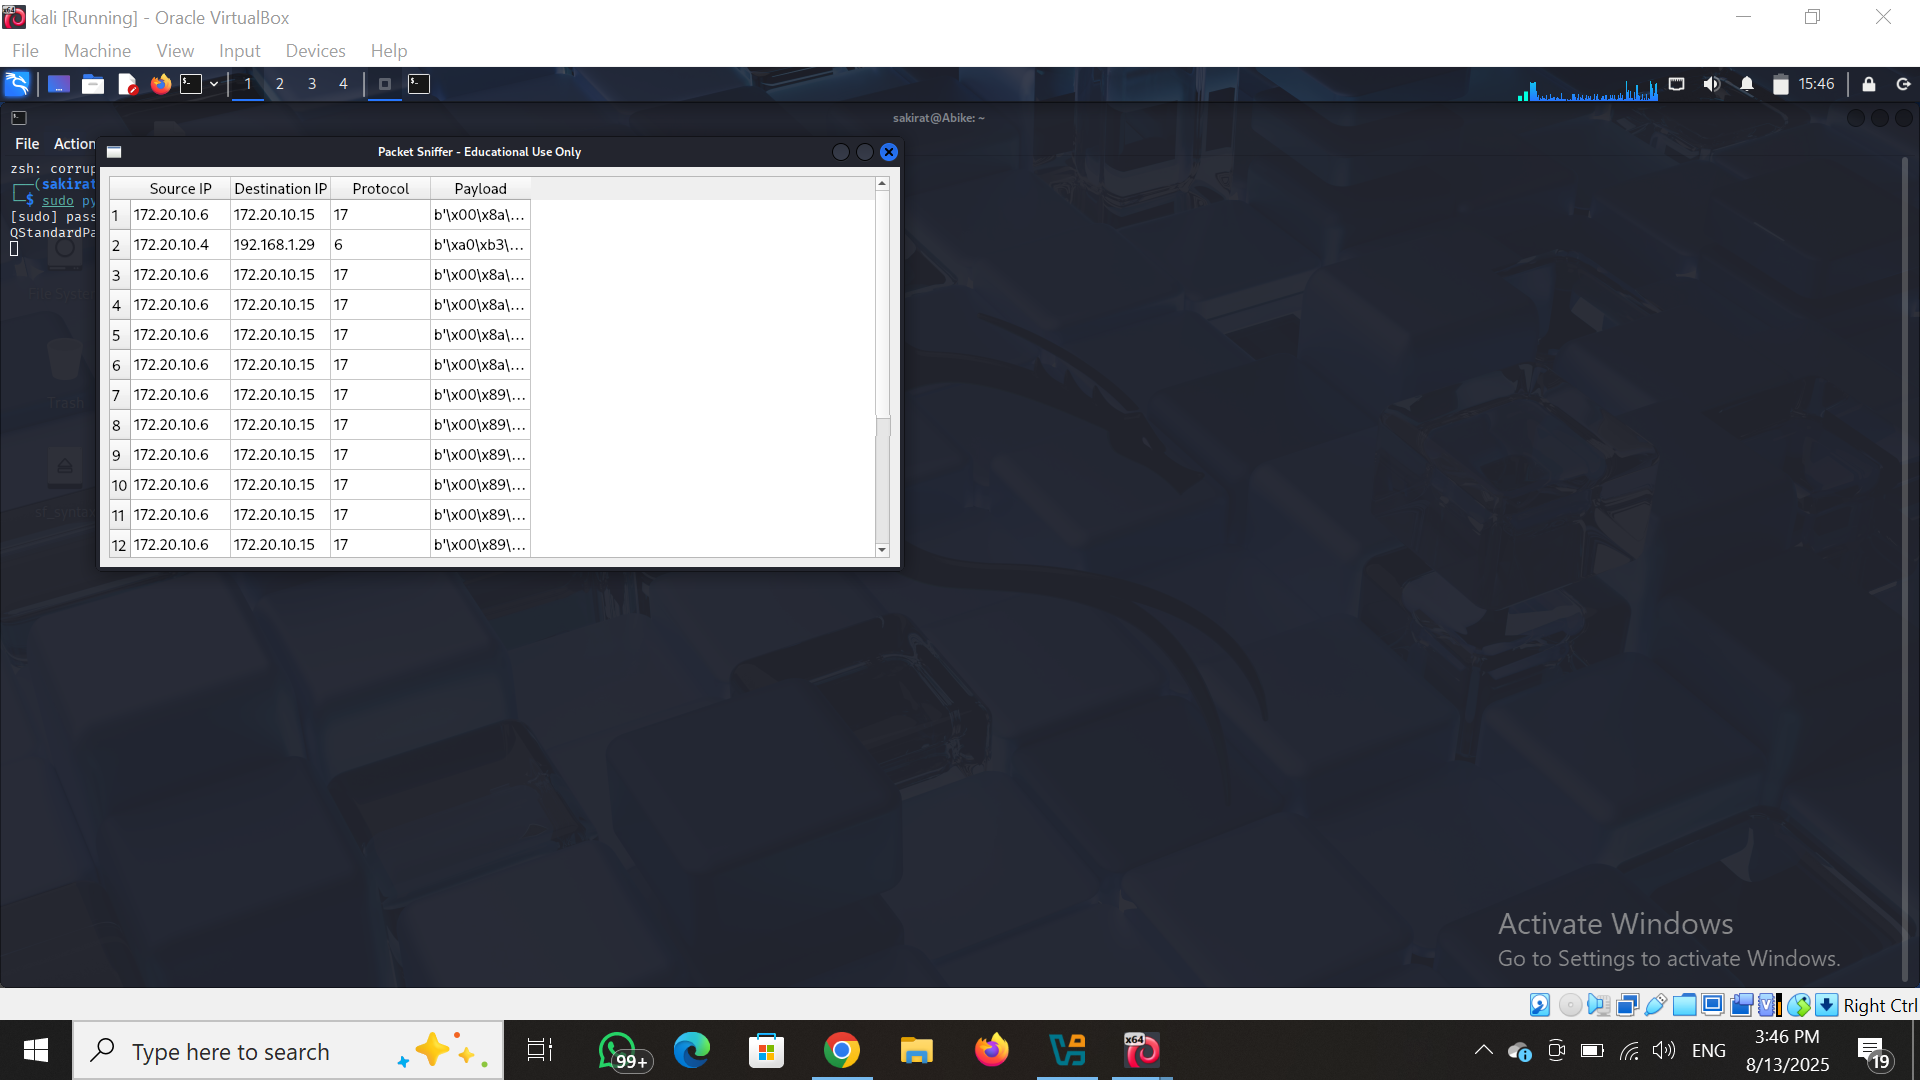 kali [Running] - Oracle VirtualBox
File Machine View Input Devices Help
1 2 3 4
15:46
sakirat@Abike: ~
File Action
Packet Sniffer - Educational Use Only
zsh: corrup
(sakirat
$ sudo py
[sudo] pass
QStandardPa
Source IP Destination IP Protocol Payload
1 172.20.10.6 172.20.10.15 17 b'\x00\x8a\...
2 172.20.10.4 192.168.1.29 6 b'\xa0\xb3\...
3 172.20.10.6 172.20.10.15 17 b'\x00\x8a\...
4 172.20.10.6 172.20.10.15 17 b'\x00\x8a\...
5 172.20.10.6 172.20.10.15 17 b'\x00\x8a\...
6 172.20.10.6 172.20.10.15 17 b'\x00\x8a\...
7 172.20.10.6 172.20.10.15 17 b'\x00\x89\...
8 172.20.10.6 172.20.10.15 17 b'\x00\x89\...
9 172.20.10.6 172.20.10.15 17 b'\x00\x89\...
10 172.20.10.6 172.20.10.15 17 b'\x00\x89\...
11 172.20.10.6 172.20.10.15 17 b'\x00\x89\...
12 172.20.10.6 172.20.10.15 17 b'\x00\x89\...
File System
Trash
Activate Windows
Go to Settings to activate Windows.
Right Ctrl
Type here to search
99+
x64
ENG
3:46 PM
8/13/2025
19